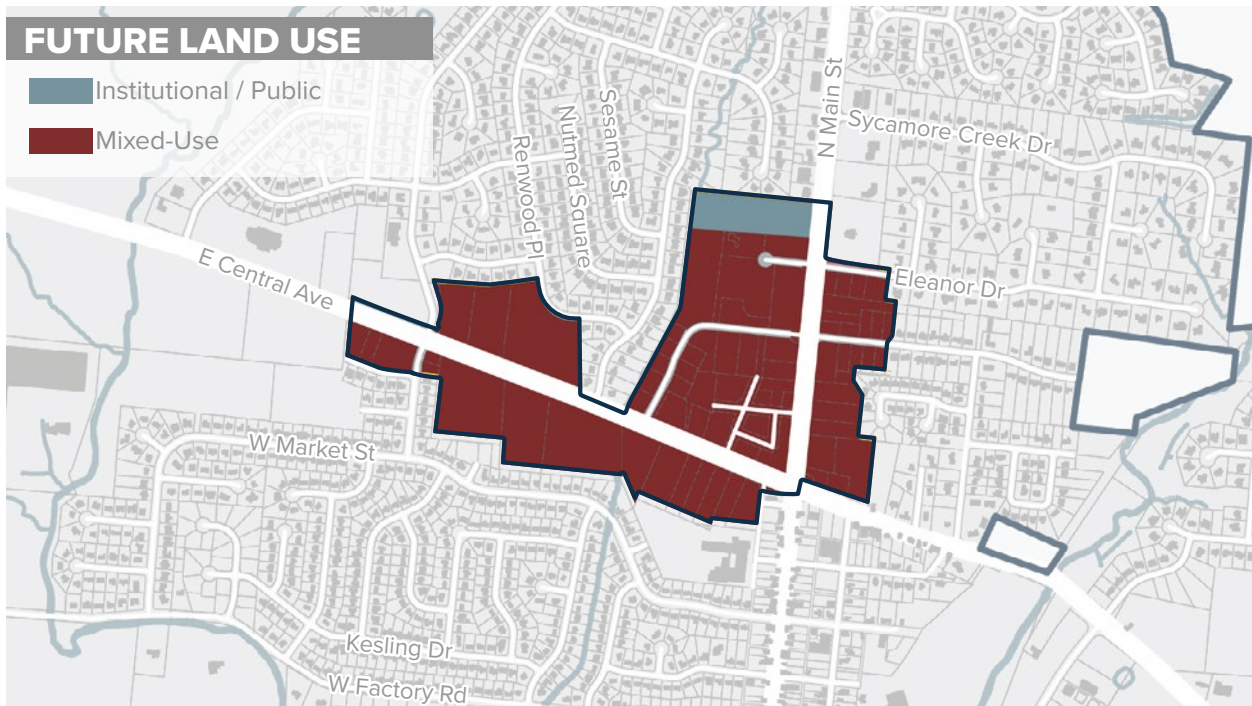 FUTURE LAND USE
Institutional / Public
Mixed-Use
N Main St
Sycamore Creek Dr
Sesame St
Nutmed Square
Renwood Pl
E Central Ave
Eleanor Dr
W Market St
Kesling Dr
W Factory Rd